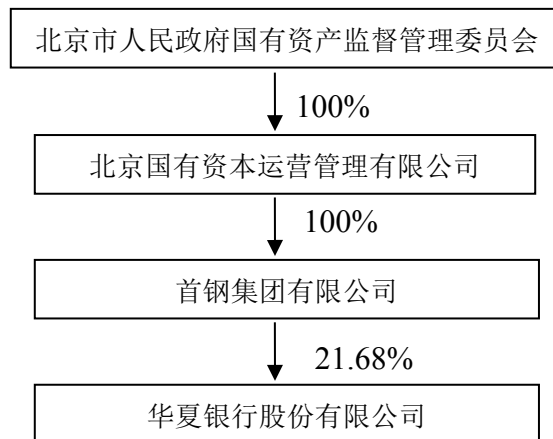 北京市人民政府国有资产监督管理委员会
100%
北京国有资本运营管理有限公司
100%
首钢集团有限公司
21.68%
华夏银行股份有限公司